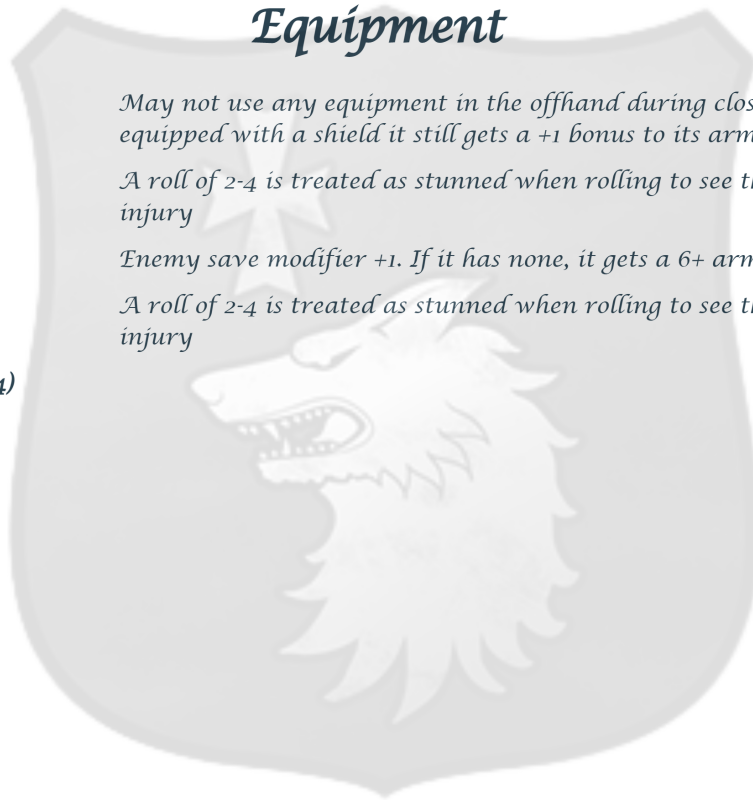 Equipment
May not use any equipment in the offhand during clos
equipped with a shield it still gets a +1 bonus to its arm
A roll of 2-4 is treated as stunned when rolling to see th
injury
Enemy save modifier +1. If it has none, it gets a 6+ arm
A roll of 2-4 is treated as stunned when rolling to see th
injury
4)